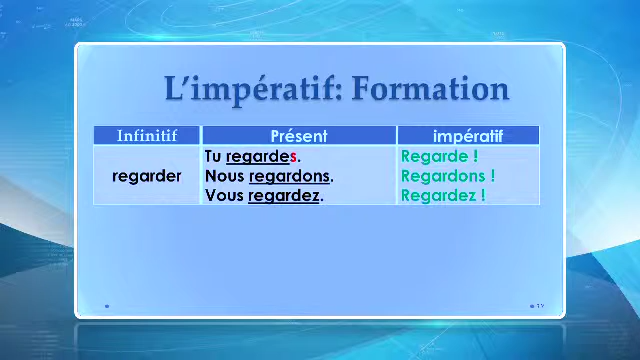 L'impératif: Formation
Infinitif Présent impératif
regarder
Tu regardes. Regarde !
Nous regardons. Regardons !
Vous regardez. Regardez !